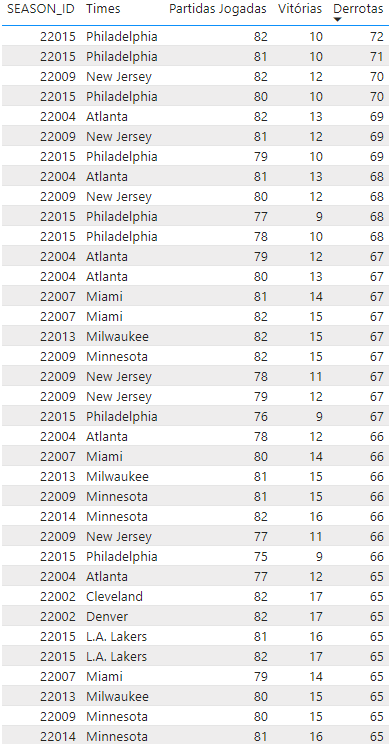 SEASON_ID Times Partidas Jogadas Vitórias Derrotas
22015 Philadelphia 82 10 72
22015 Philadelphia 81 10 71
22009 New Jersey 82 12 70
22015 Philadelphia 80 10 70
22004 Atlanta 82 13 69
22009 New Jersey 81 12 69
22015 Philadelphia 79 10 69
22004 Atlanta 81 13 68
22009 New Jersey 80 12 68
22015 Philadelphia 77 9 68
22015 Philadelphia 78 10 68
22004 Atlanta 79 12 67
22004 Atlanta 80 13 67
22007 Miami 81 14 67
22007 Miami 82 15 67
22013 Milwaukee 82 15 67
22009 Minnesota 82 15 67
22009 New Jersey 78 11 67
22009 New Jersey 79 12 67
22015 Philadelphia 76 9 67
22004 Atlanta 78 12 66
22007 Miami 80 14 66
22013 Milwaukee 81 15 66
22009 Minnesota 81 15 66
22014 Minnesota 82 16 66
22009 New Jersey 77 11 66
22015 Philadelphia 75 9 66
22004 Atlanta 77 12 65
22002 Cleveland 82 17 65
22002 Denver 82 17 65
22015 L.A. Lakers 81 16 65
22015 L.A. Lakers 82 17 65
22007 Miami 79 14 65
22013 Milwaukee 80 15 65
22009 Minnesota 80 15 65
22014 Minnesota 81 16 65